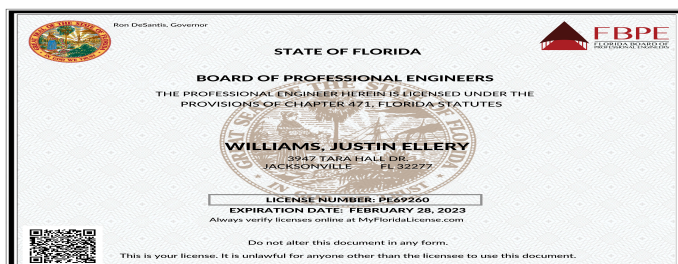 Ron DeSantis, Governor
FBPE
FLORIDA BOARD OF
PROFESSIONAL ENGINEERS
STATE OF FLORIDA
BOARD OF PROFESSIONAL ENGINEERS
THE PROFESSIONAL ENGINEER HEREIN IS LICENSED UNDER THE
PROVISIONS OF CHAPTER 471, FLORIDA STATUTES
WILLIAMS, JUSTIN ELLERY
3947 TARA HALL DR.
JACKSONVILLE FL 32277
LICENSE NUMBER: PE69260
EXPIRATION DATE: FEBRUARY 28, 2023
Always verify licenses online at MyFloridaLicense.com
Do not alter this document in any form.
This is your license. It is unlawful for anyone other than the licensee to use this document.